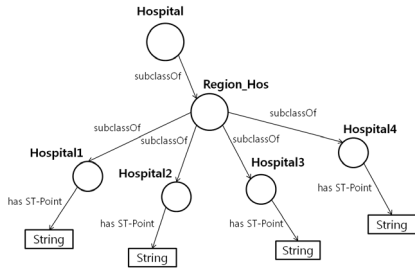 Hospital
subclassOf
Region_Hos
subclassOf
subclassOf
subclassOf
subclassOf
Hospital1
Hospital2
Hospital3
Hospital4
has ST-Point
has ST-Point
has ST-Point
has ST-Point
String
String
String
String